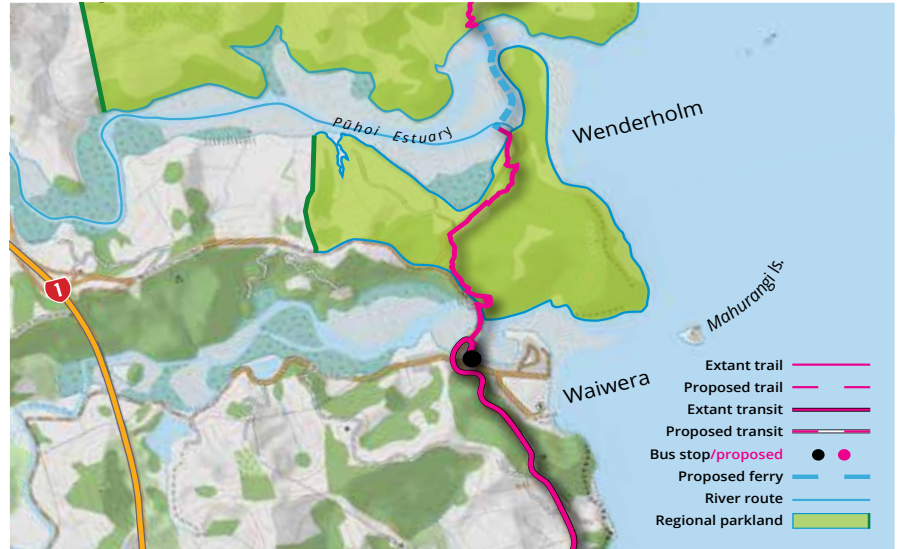 Pūhoi Estuary
Wenderholm
1
Mahurangi Is.
Waiwera
Extant trail
Proposed trail
Extant transit
Proposed transit
Bus stop/proposed
Proposed ferry
River route
Regional parkland